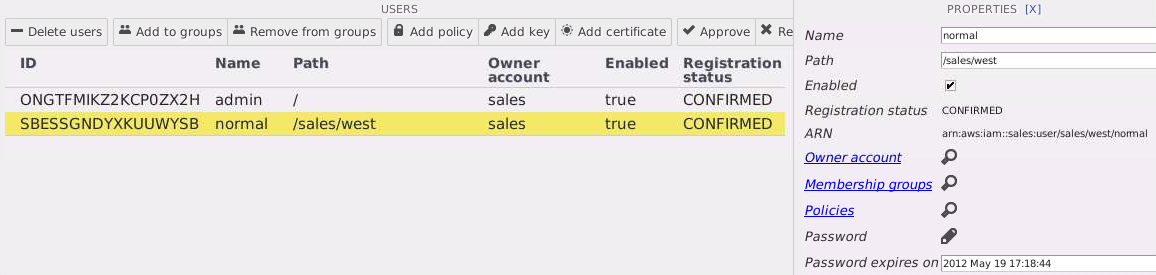 USERS
Delete users Add to groups Remove from groups Add policy Add key Add certificate Approve Re
ID Name Path Owner account Enabled Registration status
ONGTFMIKZ2KCP0ZX2H admin / sales true CONFIRMED
SBESSGNDYXKUUWYSB normal /sales/west sales true CONFIRMED
PROPERTIES [X]
Name normal
Path /sales/west
Enabled
Registration status CONFIRMED
ARN arn:aws:iam::sales:user/sales/west/normal
Owner account
Membership groups
Policies
Password
Password expires on 2012 May 19 17:18:44